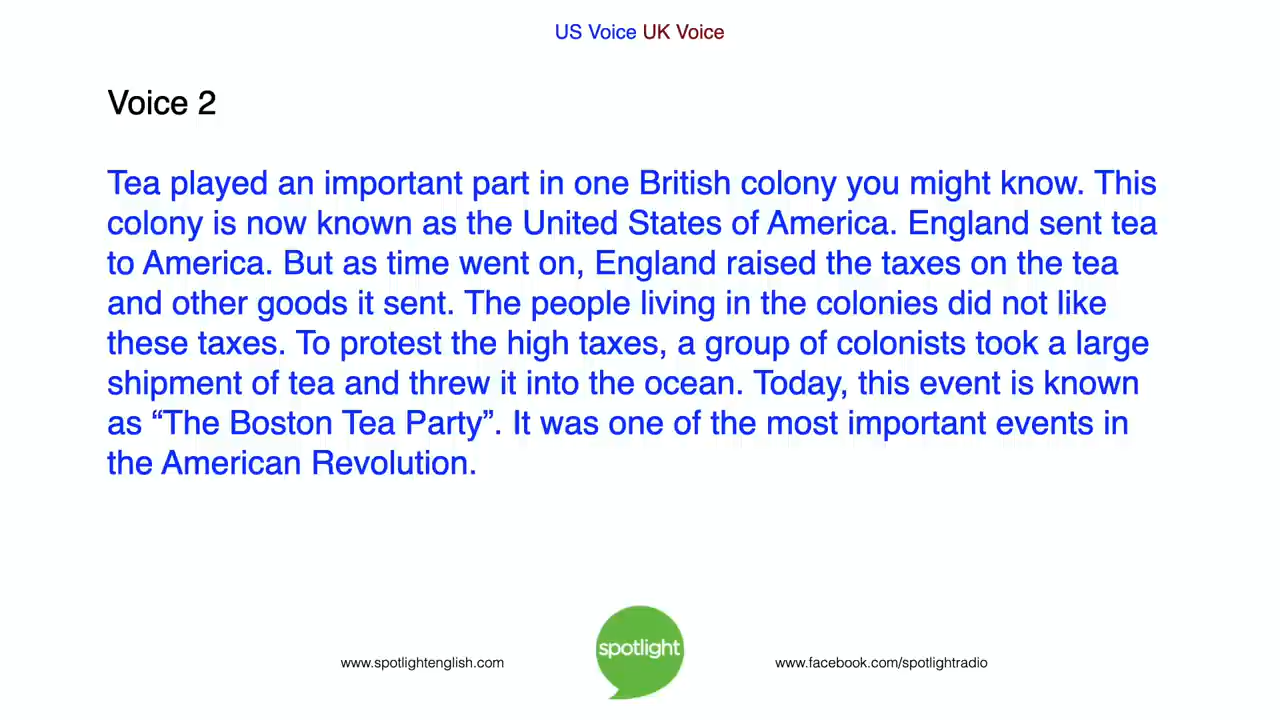 US Voice UK Voice
Voice 2
Tea played an important part in one British colony you might know. This
colony is now known as the United States of America. England sent tea
to America. But as time went on, England raised the taxes on the tea
and other goods it sent. The people living in the colonies did not like
these taxes. To protest the high taxes, a group of colonists took a large
shipment of tea and threw it into the ocean. Today, this event is known
as “The Boston Tea Party”. It was one of the most important events in
the American Revolution.
spotlight
www.spotlightenglish.com
www.facebook.com/spotlightradio